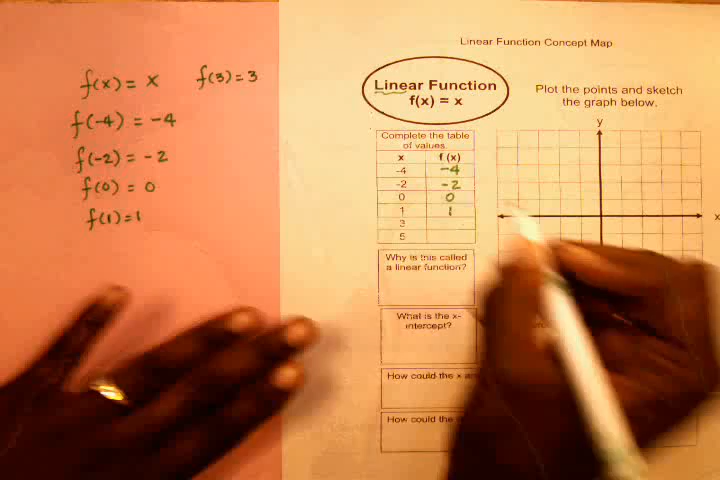 f(x) = x f(3) = 3
f(-4) = -4
f(-2) = -2
f(0) = 0
f(1) = 1
Linear Function Concept Map
Linear Function
f(x) = x
Plot the points and sketch
the graph below.
Complete the table
of values.
x f(x)
-4 -4
-2 -2
0 0
1 1
3
5
y
x
Why is this called
a linear function?
What is the x-
intercept?
How could the x
How could the